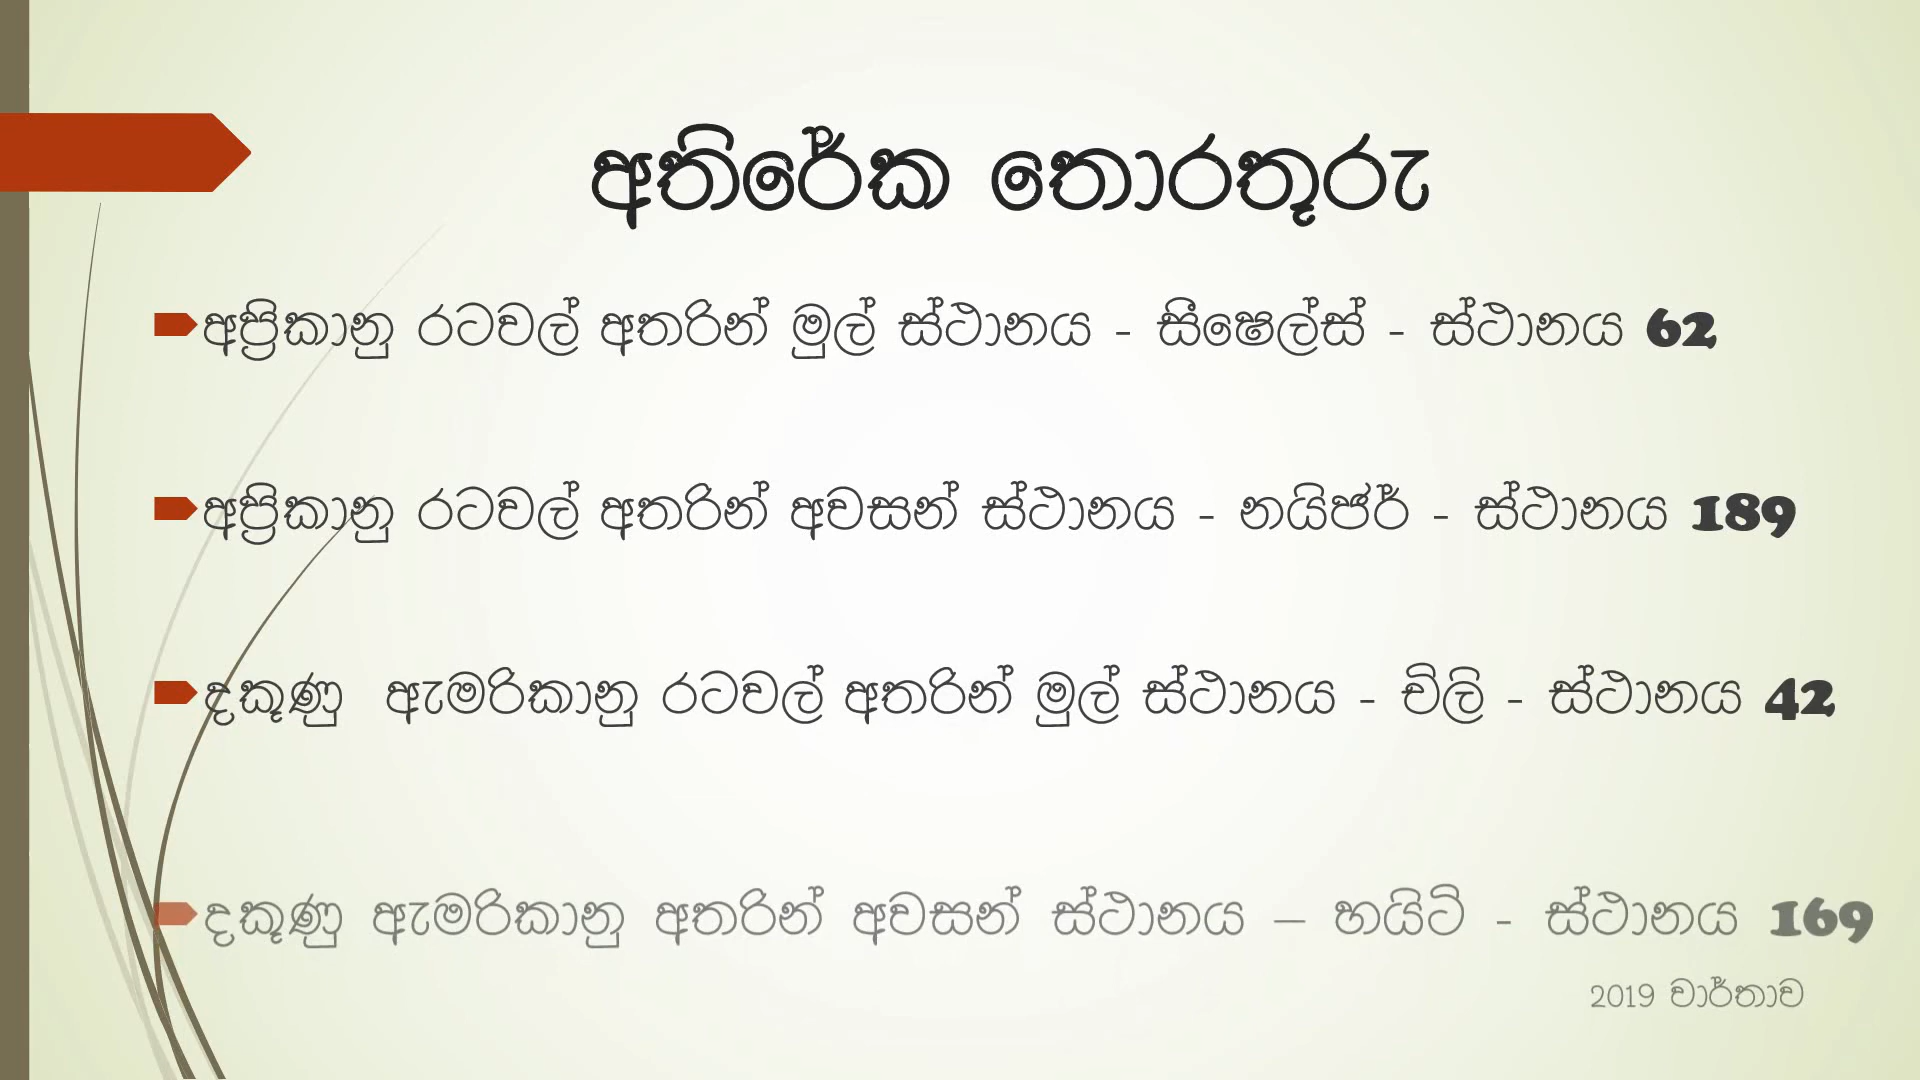 අතිරේක තොරතූරු
අප්‍රිකානු රටවල් අතරින් මුල් ස්ථානය - සීෂෙල්ස් - ස්ථානය 62
අප්‍රිකානු රටවල් අතරින් අවසන් ස්ථානය - නයිජර් - ස්ථානය 189
දකුණු ඇමරිකානු රටවල් අතරින් මුල් ස්ථානය - චිලි - ස්ථානය 42
දකුණු ඇමරිකානු අතරින් අවසන් ස්ථානය – හයිටි - ස්ථානය 169
2019 වාර්තාව